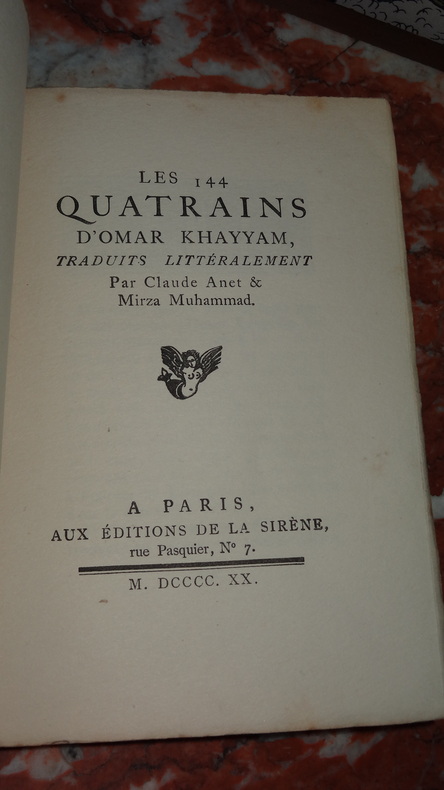 LES 144
QUATRAINS
D'OMAR KHAYYAM,
TRADUITS LITTÉRALEMENT
Par Claude Anet &
Mirza Muhammad.
A PARIS,
AUX ÉDITIONS DE LA SIRÈNE,
rue Pasquier, Nº 7.
M. DCCCC. XX.